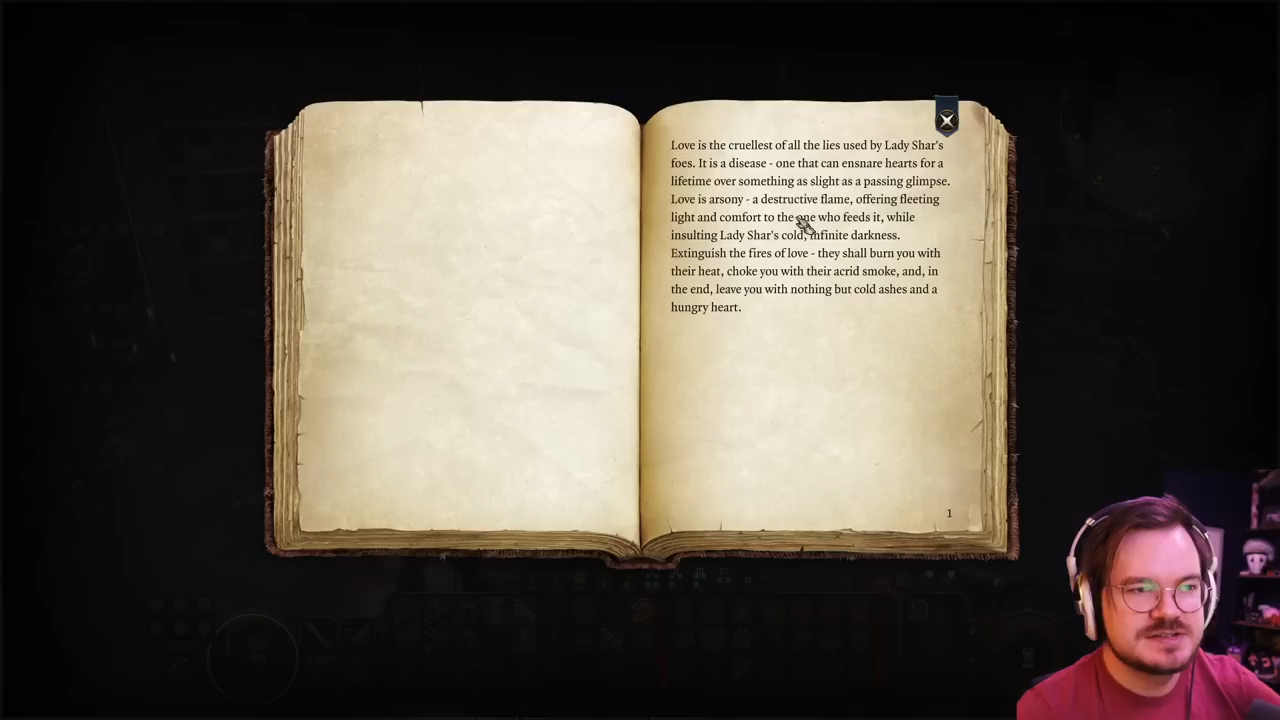 Love is the cruellest of all the lies used by Lady Shar's
foes. It is a disease - one that can ensnare hearts for a
lifetime over something as slight as a passing glimpse.
Love is arson​y - a destructive flame, offering fleeting
light and comfort to the one who feeds it, while
insulting Lady Shar's cold, infinite darkness.
Extinguish the fires of love - they shall burn you with
their heat, choke you with their acrid smoke, and, in
the end, leave you with nothing but cold ashes and a
hungry heart.
1